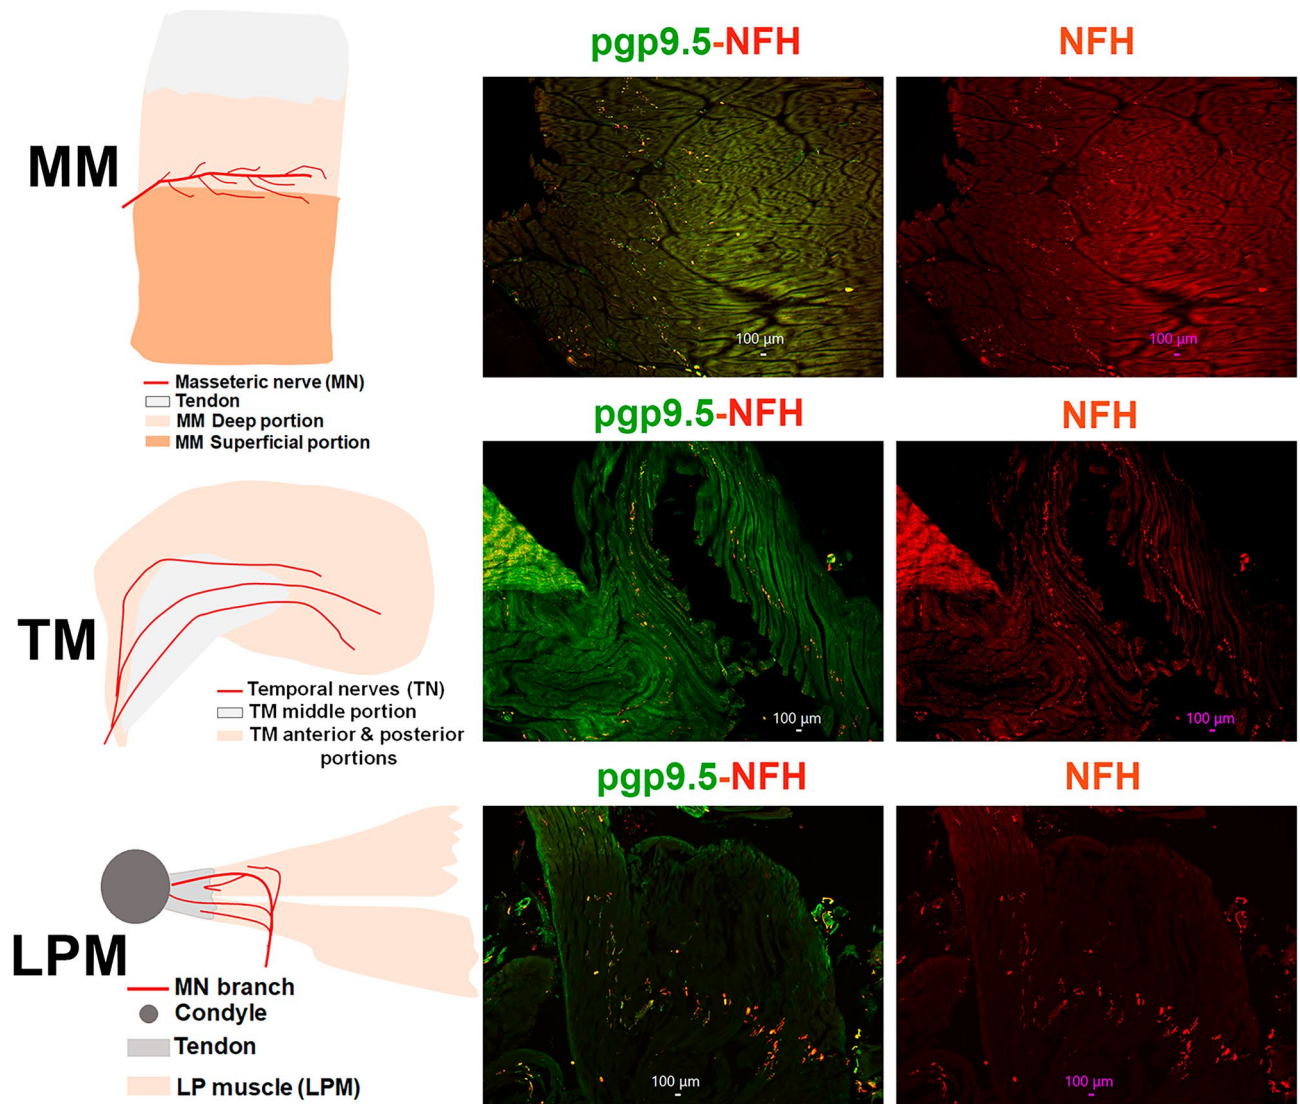 pgp9.5-NFH
NFH
MM
100 µm
100 µm
Masseteric nerve (MN)
Tendon
MM Deep portion
MM Superficial portion
pgp9.5-NFH
NFH
TM
Temporal nerves (TN)
TM middle portion
TM anterior & posterior
portions
100 µm
100 µm
pgp9.5-NFH
NFH
LPM
MN branch
Condyle
Tendon
LP muscle (LPM)
100 µm
100 µm